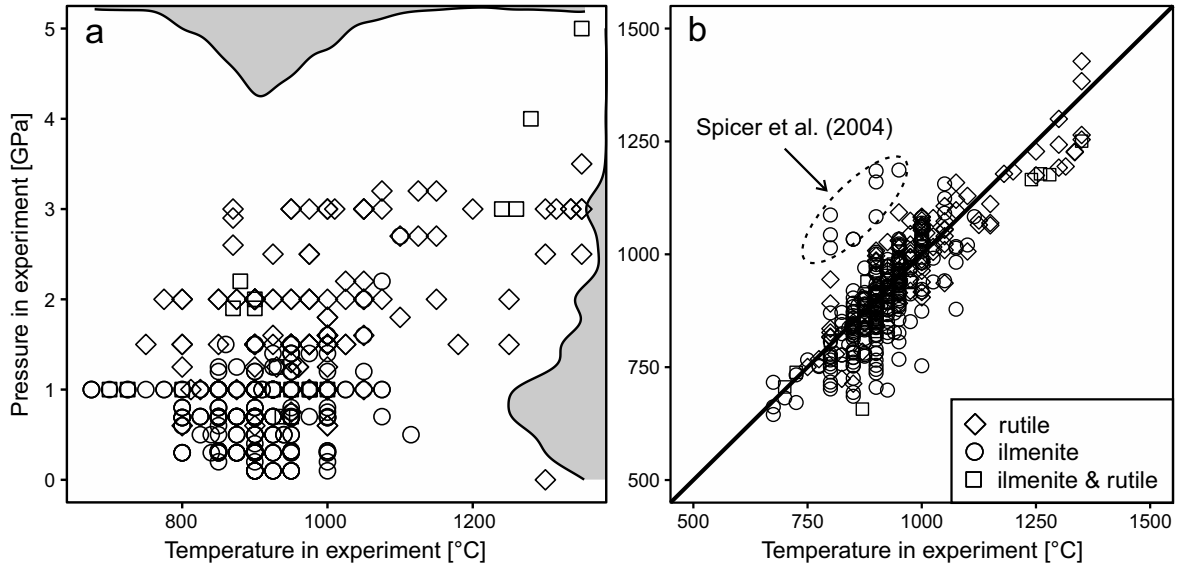 a
5
4
3
2
1
0
Pressure in experiment [GPa]
800
1000
1200
Temperature in experiment [°C]
b
1500
1250
1000
750
500
Spicer et al. (2004)
rutile
ilmenite
ilmenite & rutile
500
750
1000
1250
1500
Temperature in experiment [°C]